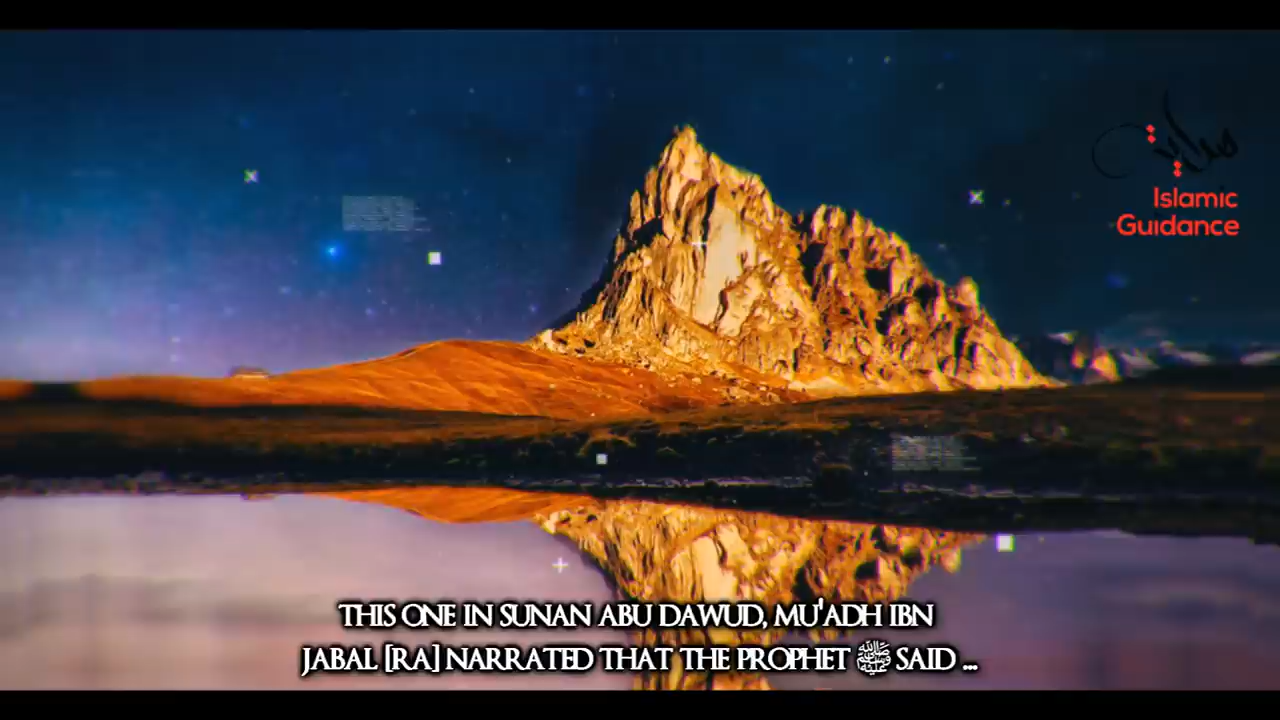 هداية
Islamic
Guidance
THIS ONE IN SUNAN ABU DAWUD, MU'ADH IBN
JABAL [RA] NARRATED THAT THE PROPHET ﷺ SAID ...